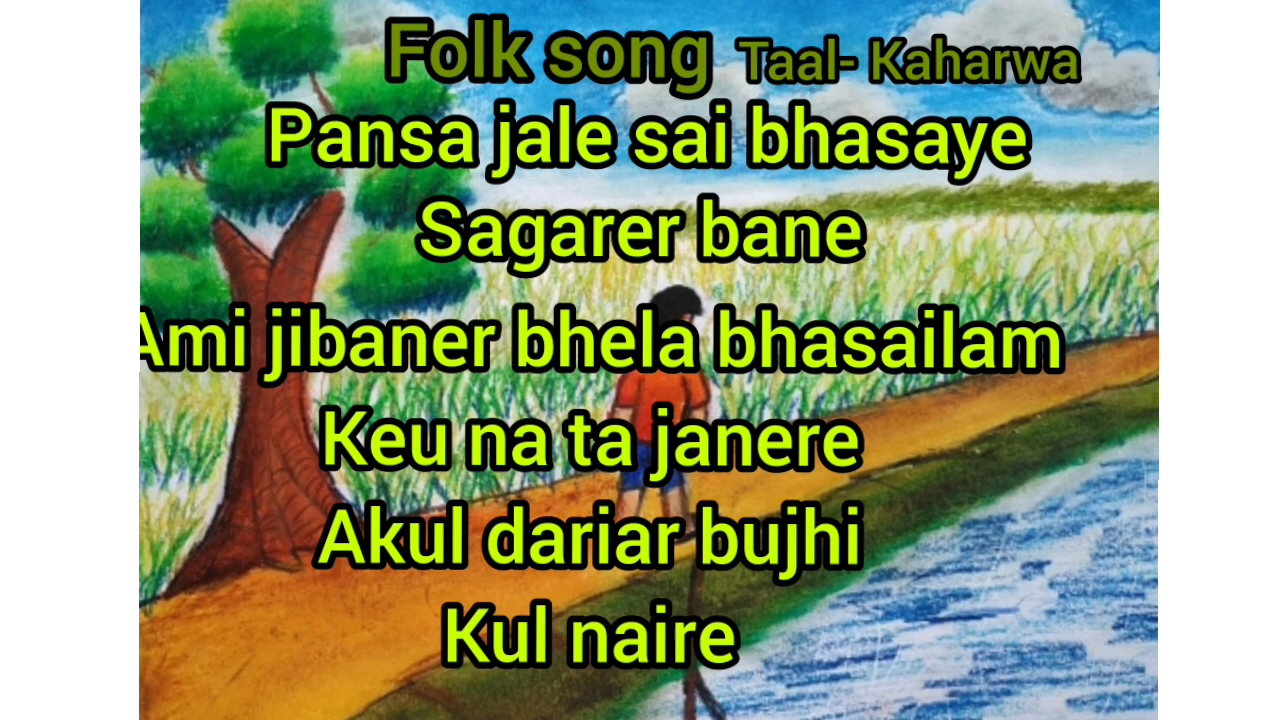 Folk song Taal- Kaharwa
Pansa jale sai bhasaye
Sagarer bane
Ami jibaner bhela bhasailam
Keu na ta janere
Akul dariar bujhi
Kul naire